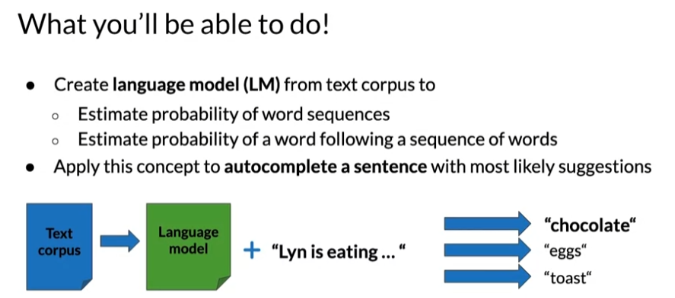 What you'll be able to do!
● Create language model (LM) from text corpus to
○ Estimate probability of word sequences
○ Estimate probability of a word following a sequence of words
● Apply this concept to autocomplete a sentence with most likely suggestions
Text
corpus
Language
model
+ "Lyn is eating ... "
"chocolate"
"eggs"
"toast"